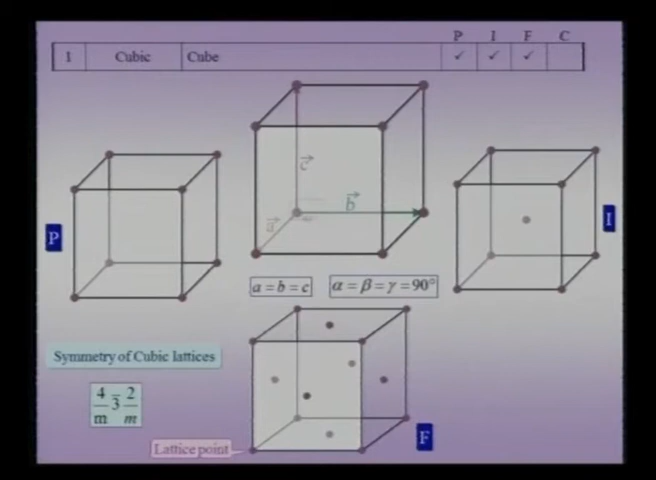 P I F C
1 Cubic Cube ✓ ✓ ✓
c⃗
b⃗
a⃗
P
I
a = b = c α = β = γ = 90°
Symmetry of Cubic lattices
4/m 3̄ 2/m
F
Lattice point